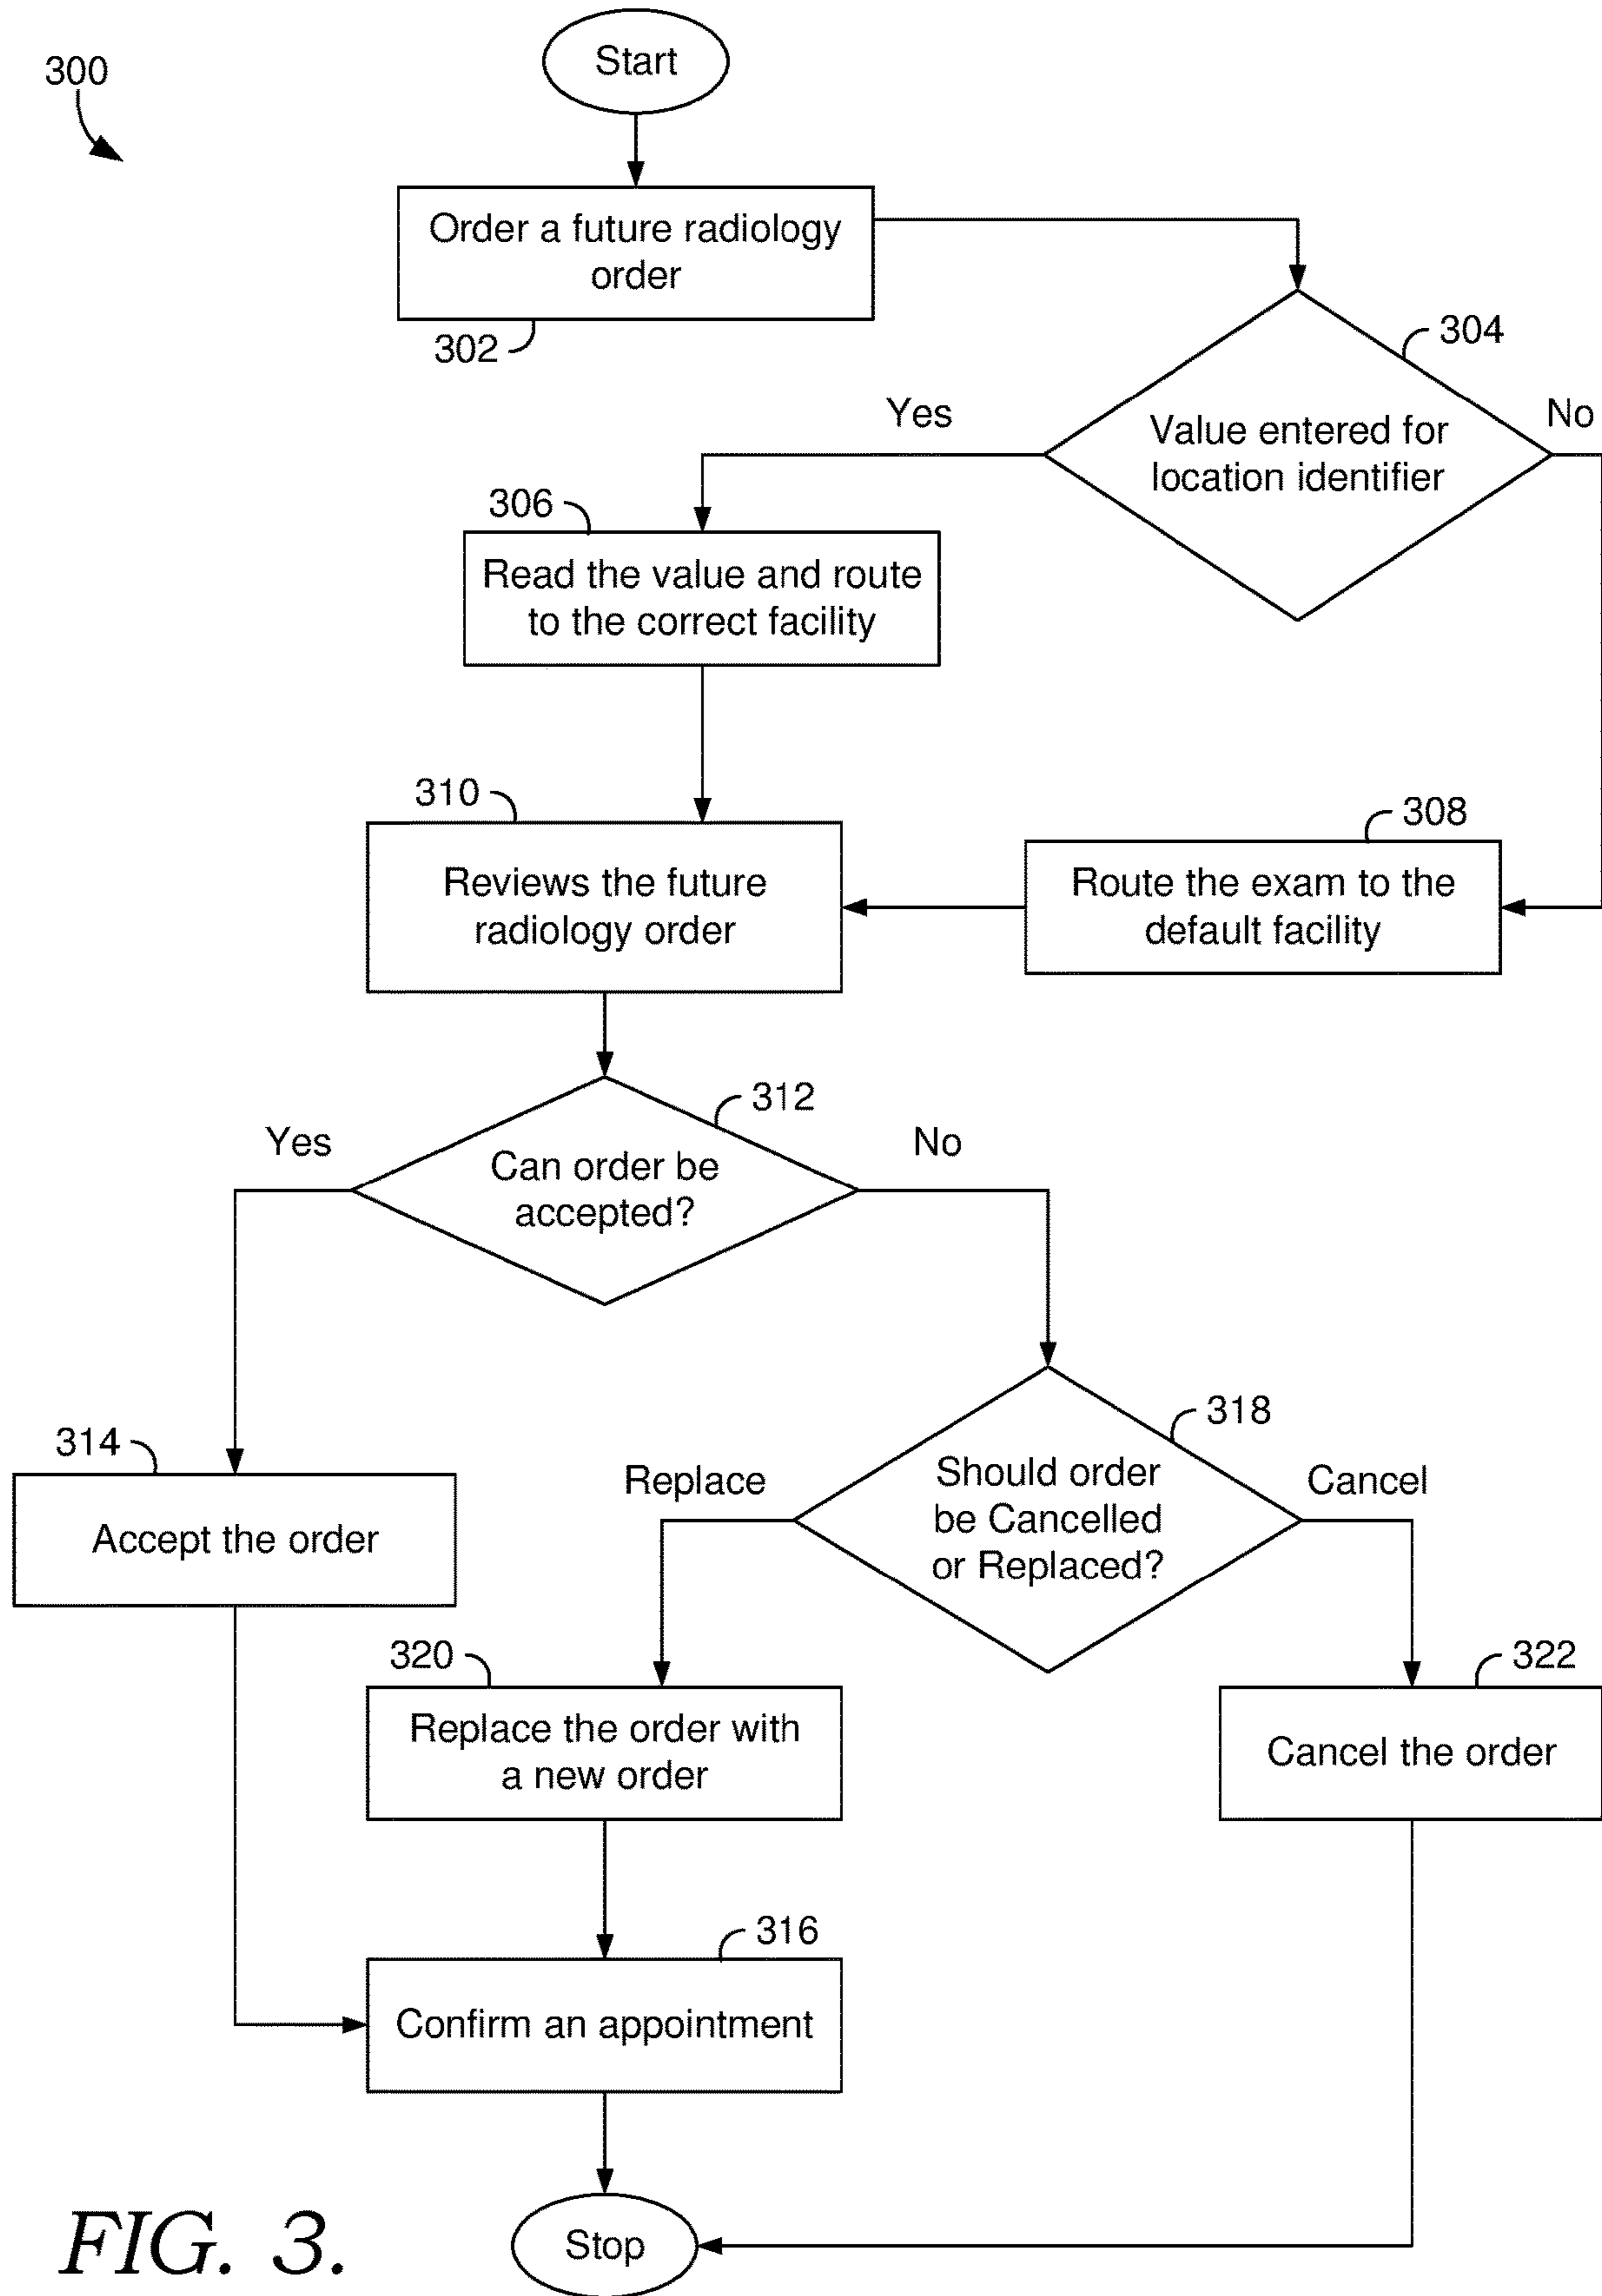 300
Start
Order a future radiology
order
302
304
Yes
Value entered for
location identifier
No
306
Read the value and route
to the correct facility
310
Reviews the future
radiology order
308
Route the exam to the
default facility
312
Yes
Can order be
accepted?
No
314
Accept the order
318
Replace
Should order
be Cancelled
or Replaced?
Cancel
320
Replace the order with
a new order
322
Cancel the order
316
Confirm an appointment
Stop
FIG. 3.